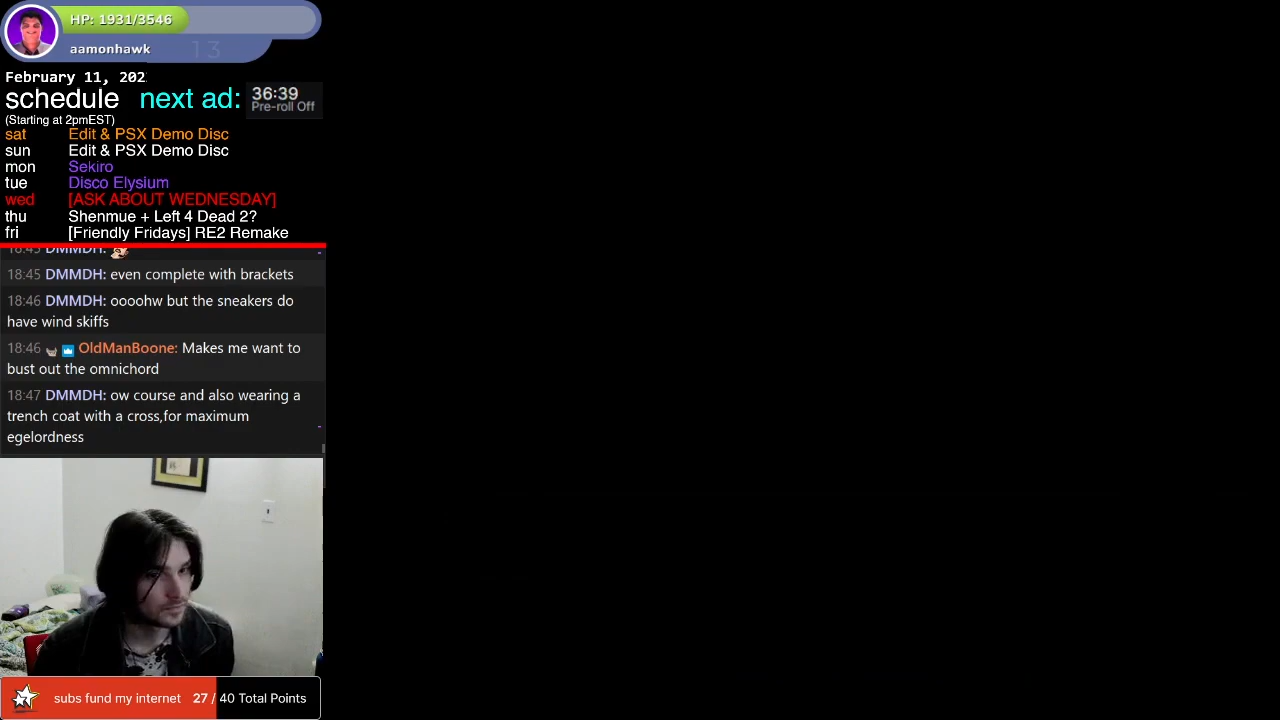 HP: 1931/3546
aamonhawk
13
February 11, 202
schedule next ad: 36:39
Pre-roll Off
(Starting at 2pmEST)
sat Edit & PSX Demo Disc
sun Edit & PSX Demo Disc
mon Sekiro
tue Disco Elysium
wed [ASK ABOUT WEDNESDAY]
thu Shenmue + Left 4 Dead 2?
fri [Friendly Fridays] RE2 Remake
18:45 DMMDH:
18:45 DMMDH: even complete with brackets
18:46 DMMDH: oooohw but the sneakers do
have wind skiffs
18:46 OldManBoone: Makes me want to
bust out the omnichord
18:47 DMMDH: ow course and also wearing a
trench coat with a cross,for maximum
egelordness
subs fund my internet 27 / 40 Total Points